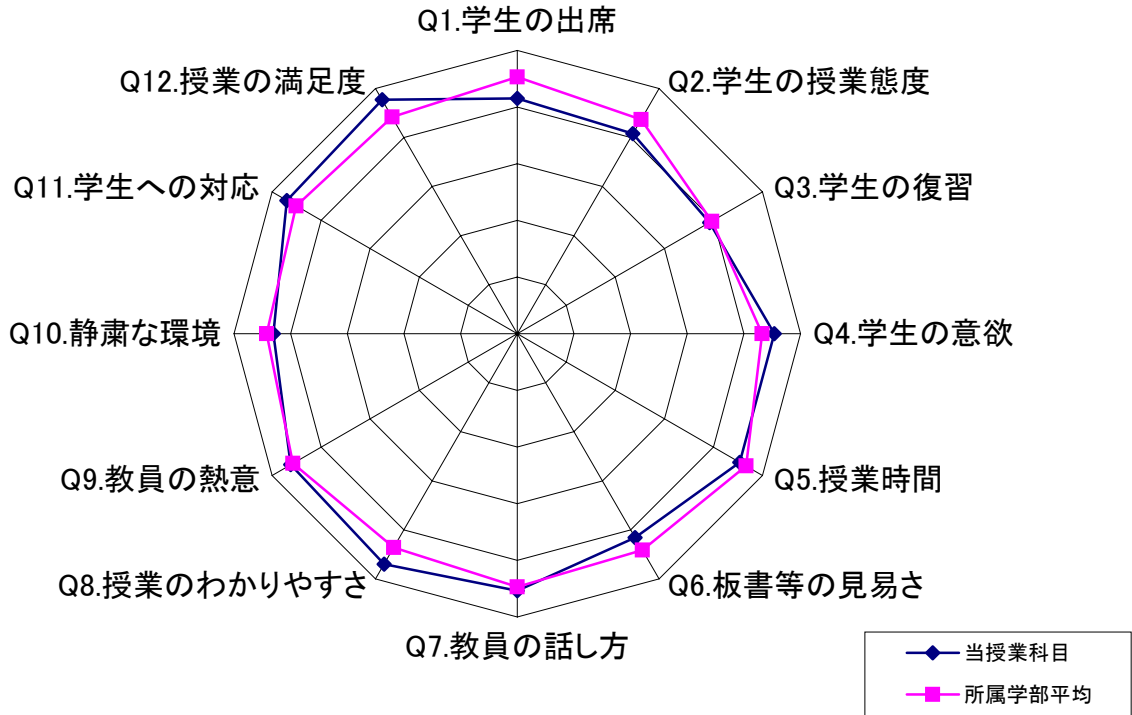 Q1.学生の出席
Q2.学生の授業態度
Q3.学生の復習
Q4.学生の意欲
Q5.授業時間
Q6.板書等の見易さ
Q7.教員の話し方
Q8.授業のわかりやすさ
Q9.教員の熱意
Q10.静粛な環境
Q11.学生への対応
Q12.授業の満足度
当授業科目
所属学部平均